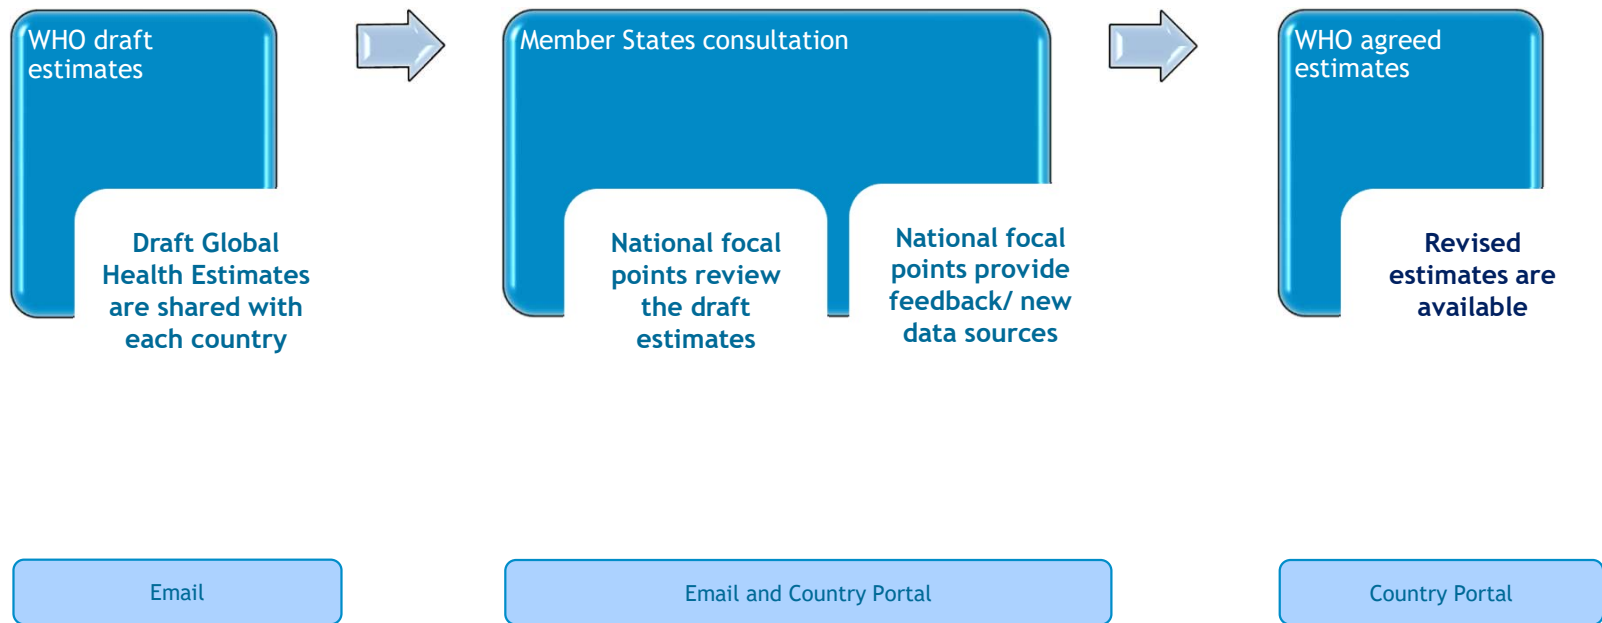 WHO draft
estimates
Draft Global
Health Estimates
are shared with
each country
Member States consultation
National focal
points review
the draft
estimates
National focal
points provide
feedback/ new
data sources
WHO agreed
estimates
Revised
estimates are
available
Email
Email and Country Portal
Country Portal